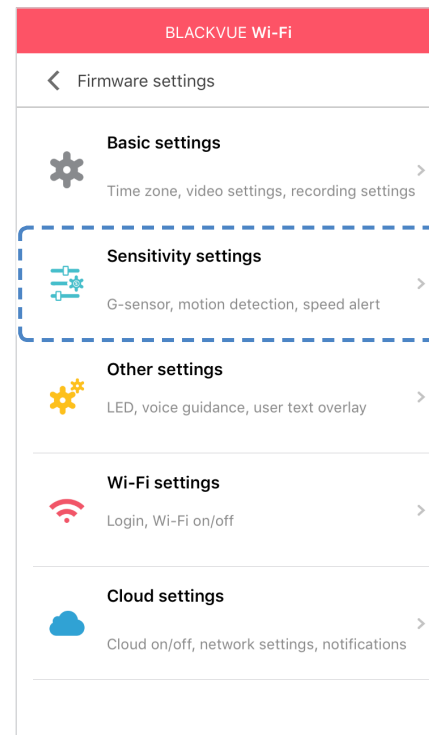 BLACKVUE Wi-Fi
Firmware settings
Basic settings
Time zone, video settings, recording settings
Sensitivity settings
G-sensor, motion detection, speed alert
Other settings
LED, voice guidance, user text overlay
Wi-Fi settings
Login, Wi-Fi on/off
Cloud settings
Cloud on/off, network settings, notifications